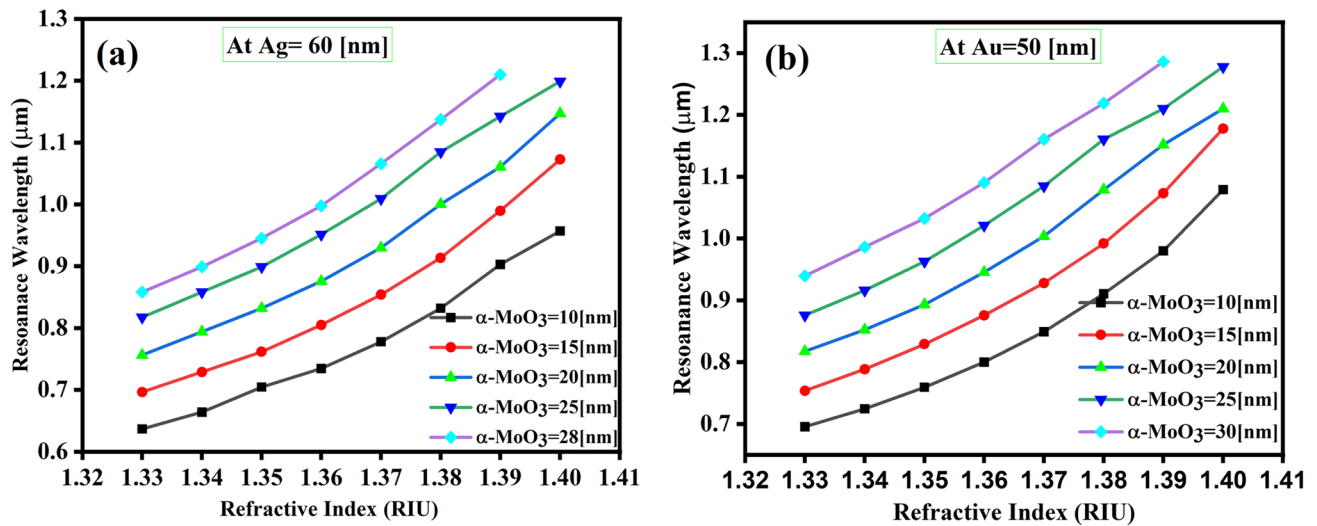 (a)
At Ag= 60 [nm]
Resoanace Wavelength (μm)
1.3
1.2
1.1
1.0
0.9
0.8
0.7
0.6
α-MoO3=10[nm]
α-MoO3=15[nm]
α-MoO3=20[nm]
α-MoO3=25[nm]
α-MoO3=28[nm]
1.32 1.33 1.34 1.35 1.36 1.37 1.38 1.39 1.40 1.41
Refractive Index (RIU)
(b)
At Au=50 [nm]
Resoanance Wavelength (μm)
1.3
1.2
1.1
1.0
0.9
0.8
0.7
α-MoO3=10[nm]
α-MoO3=15[nm]
α-MoO3=20[nm]
α-MoO3=25[nm]
α-MoO3=30[nm]
1.32 1.33 1.34 1.35 1.36 1.37 1.38 1.39 1.40 1.41
Refractive Index (RIU)